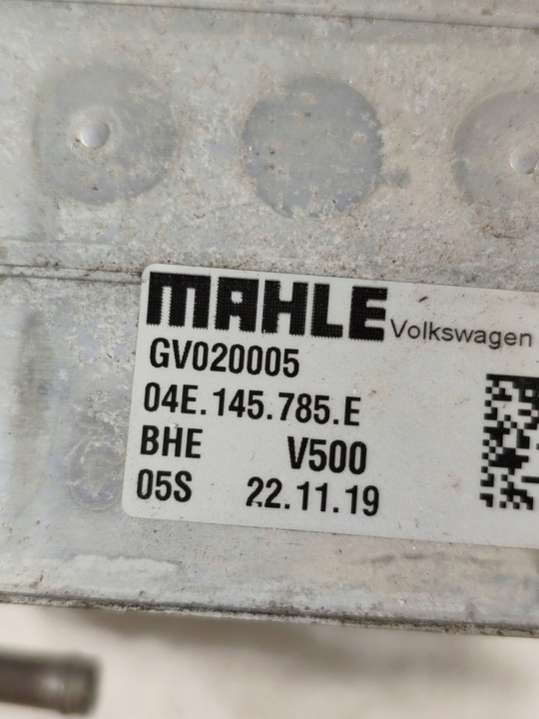 MAHLE Volkswagen
GV020005
04E.145.785.E
BHE V500
05S 22.11.19